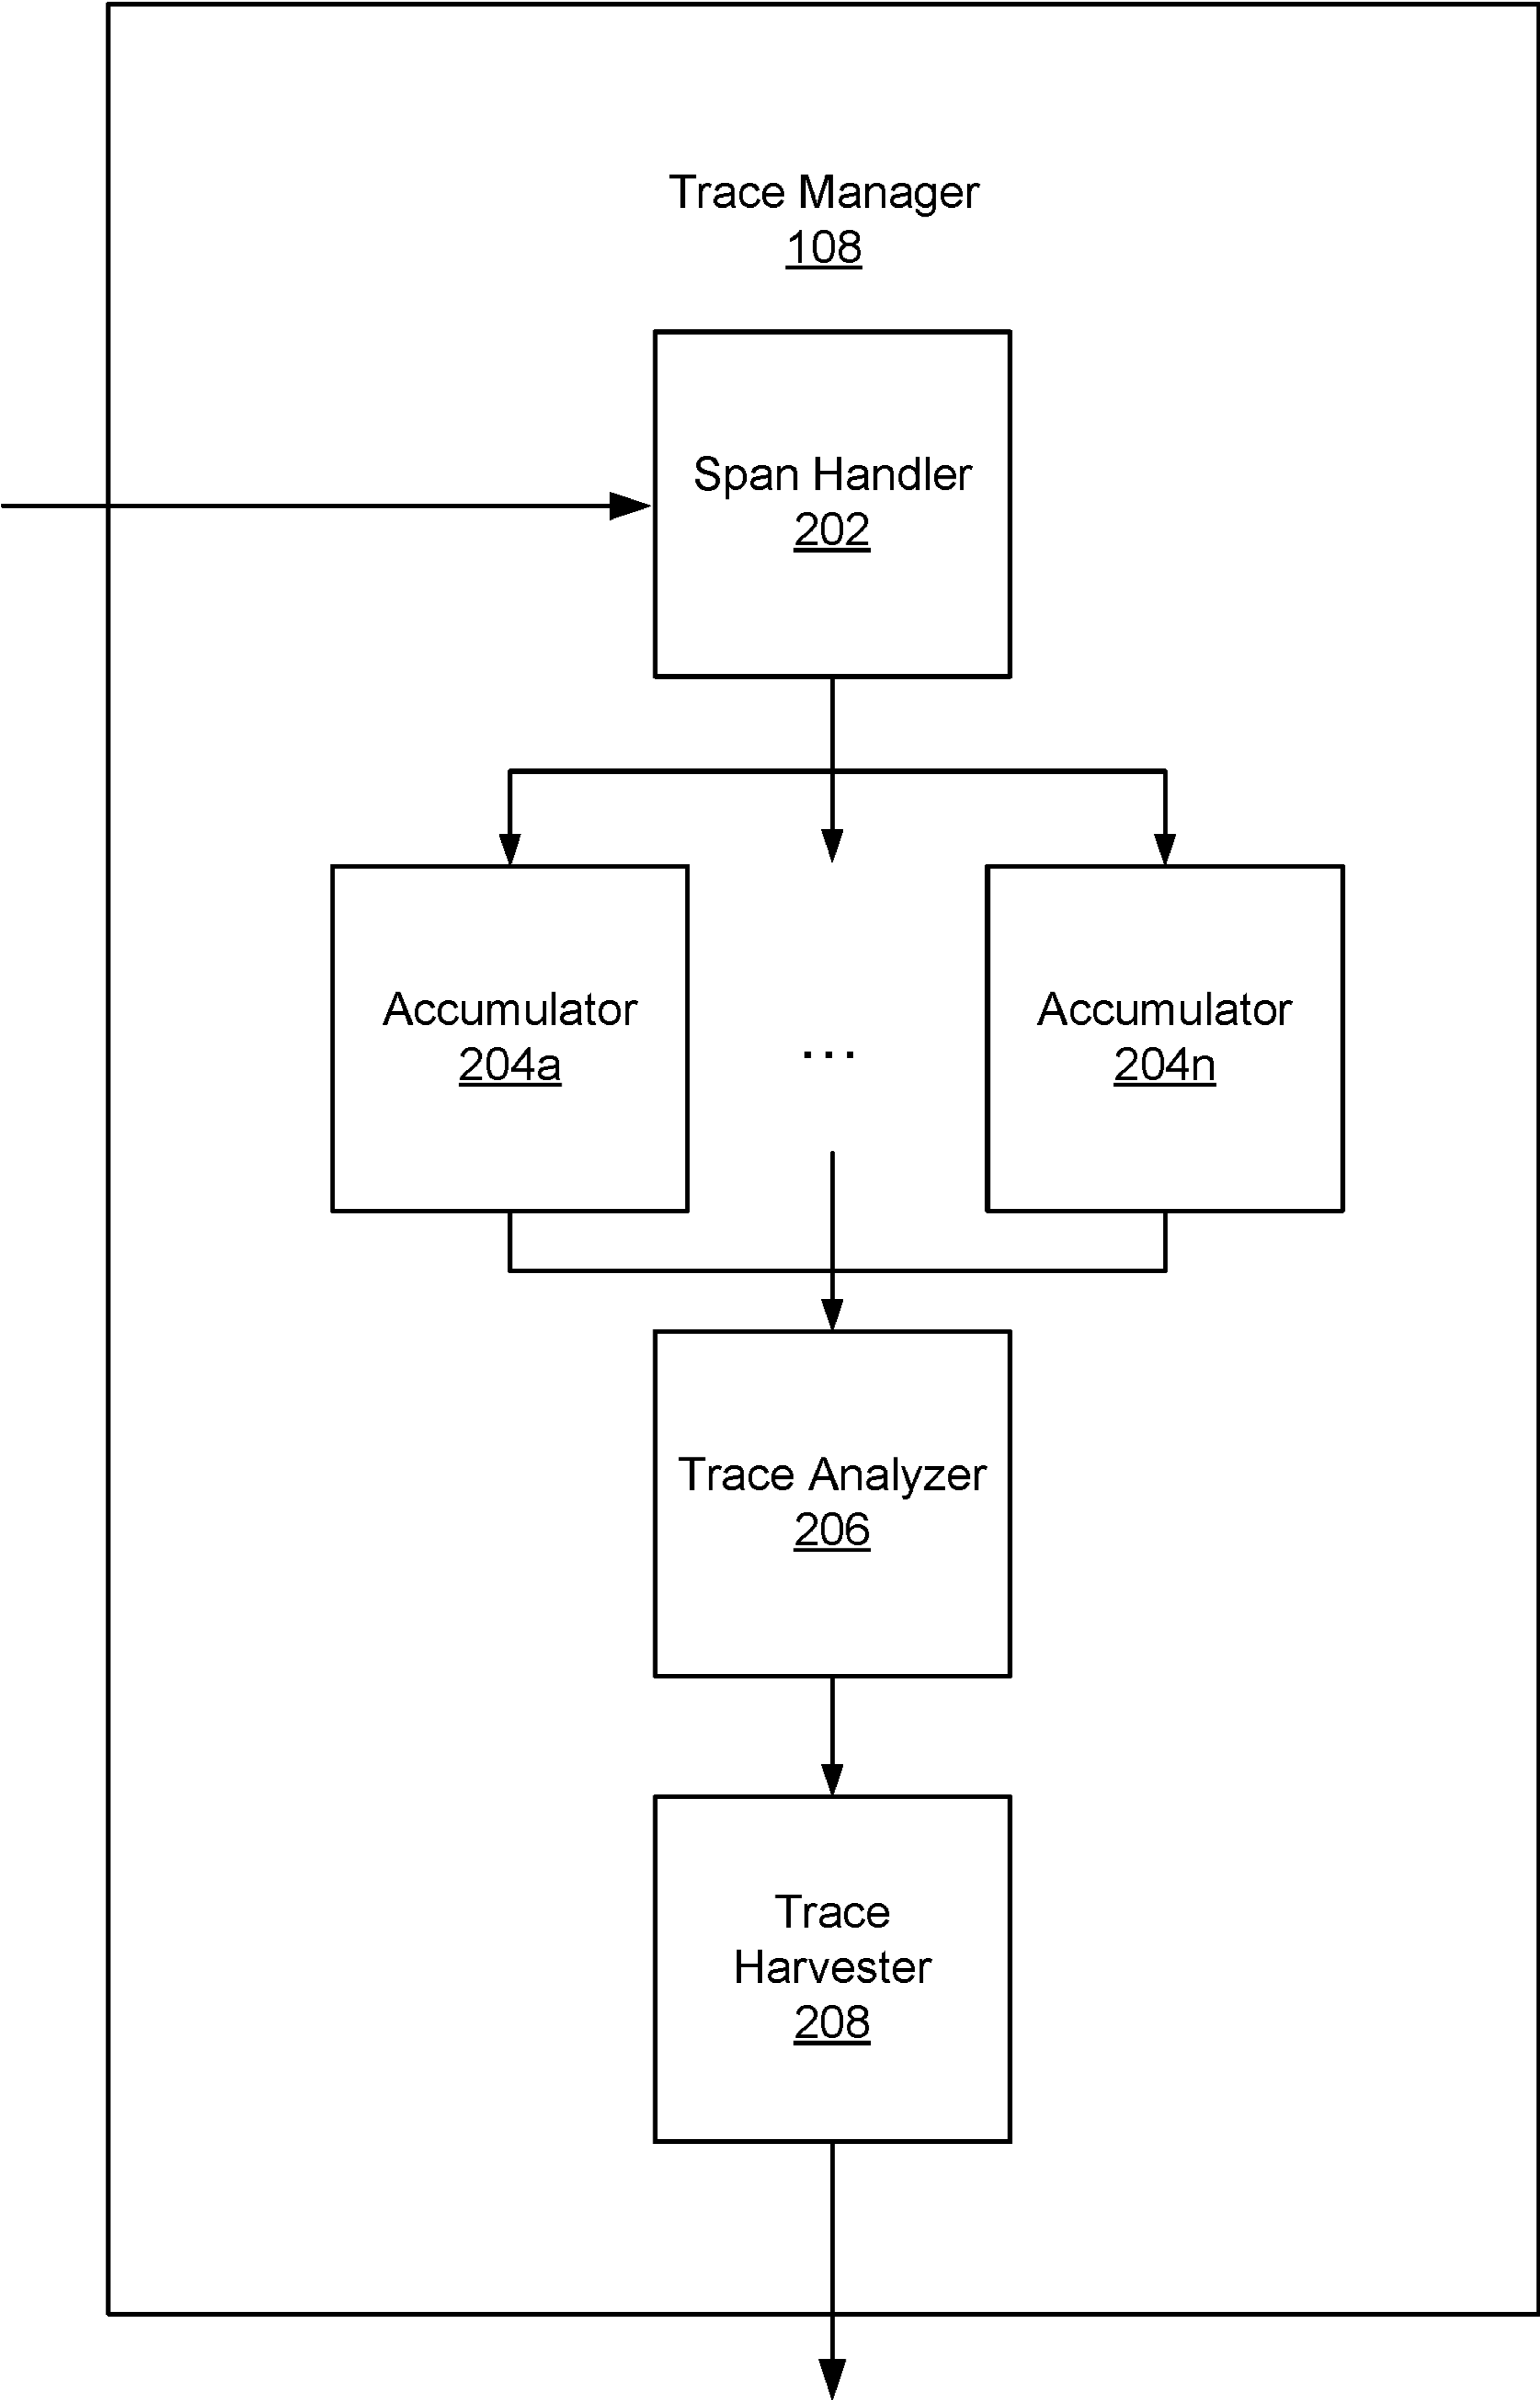 Trace Manager
108
Span Handler
202
Accumulator
204a
...
Accumulator
204n
Trace Analyzer
206
Trace
Harvester
208